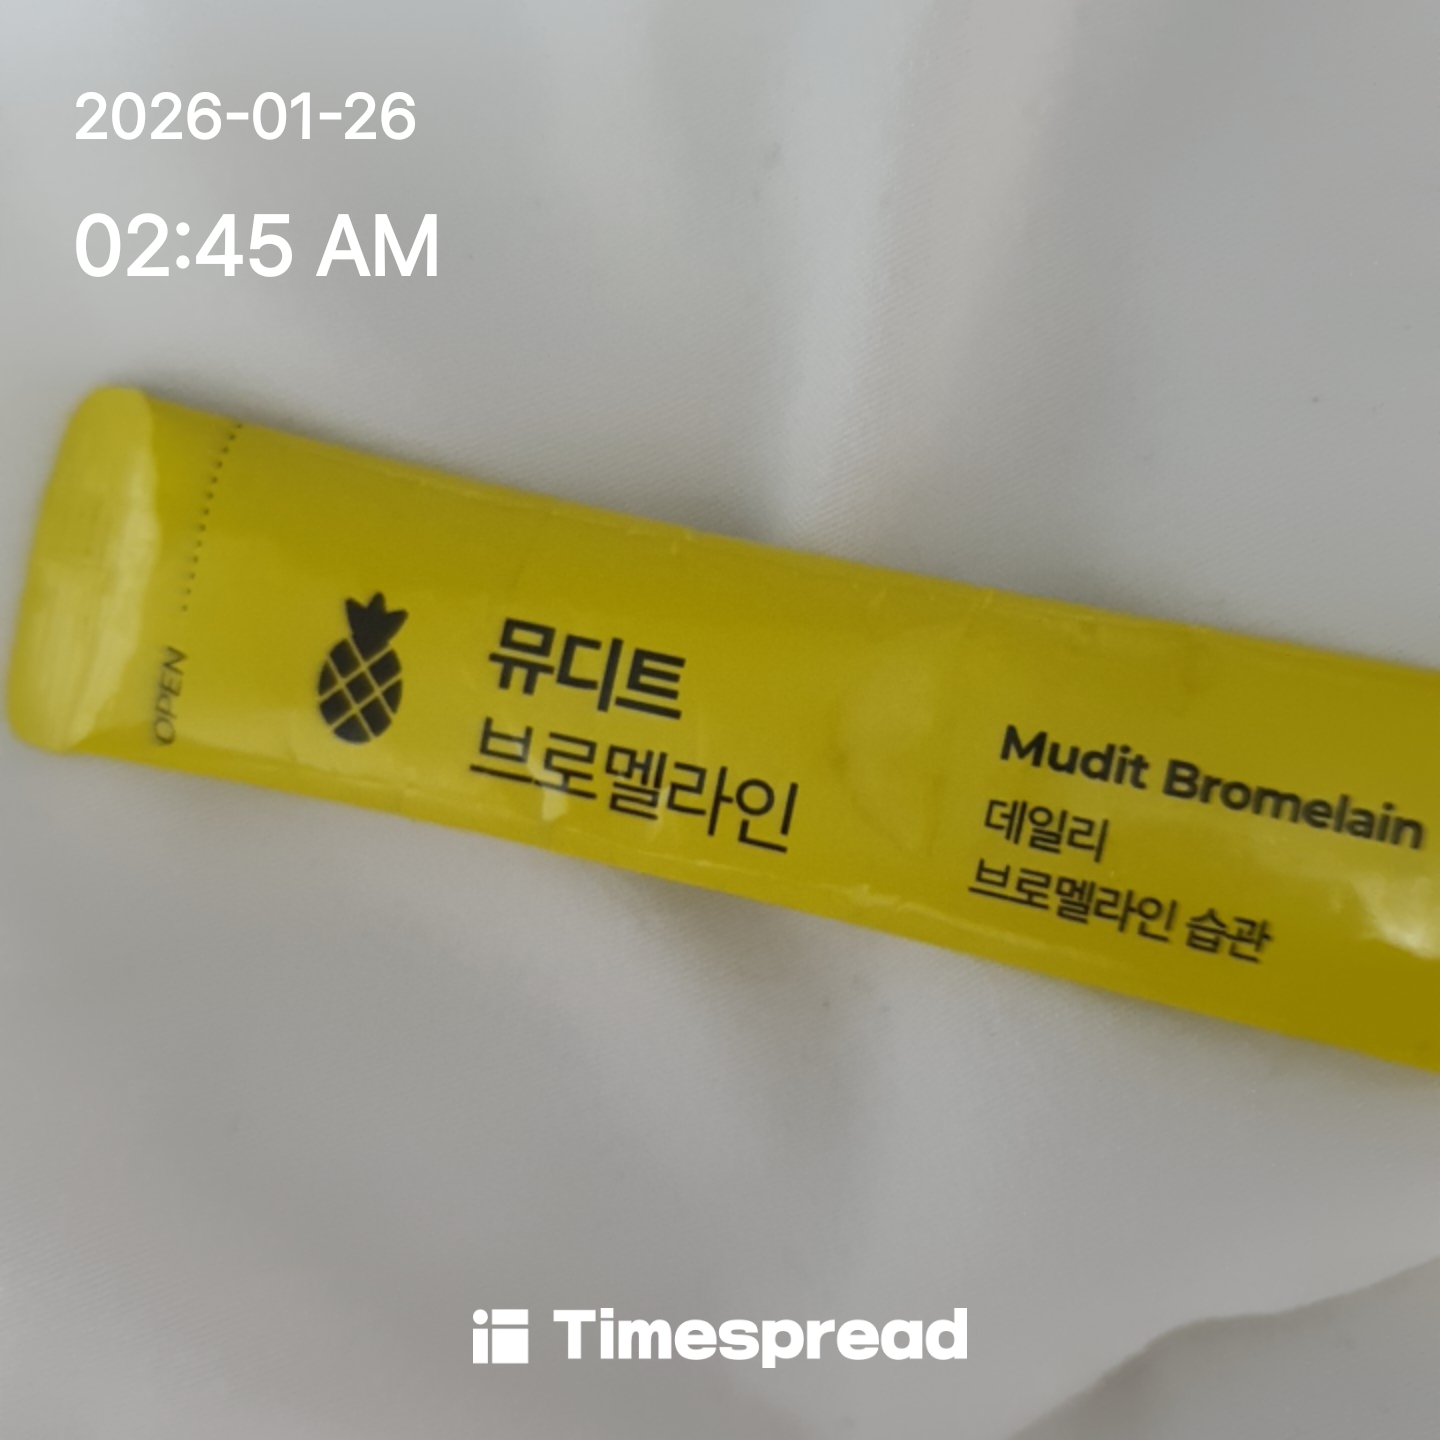 2026-01-26
02:45 AM
OPEN
뮤디트
브로멜라인
Mudit Bromelain
데일리
브로멜라인 습관
Timespread